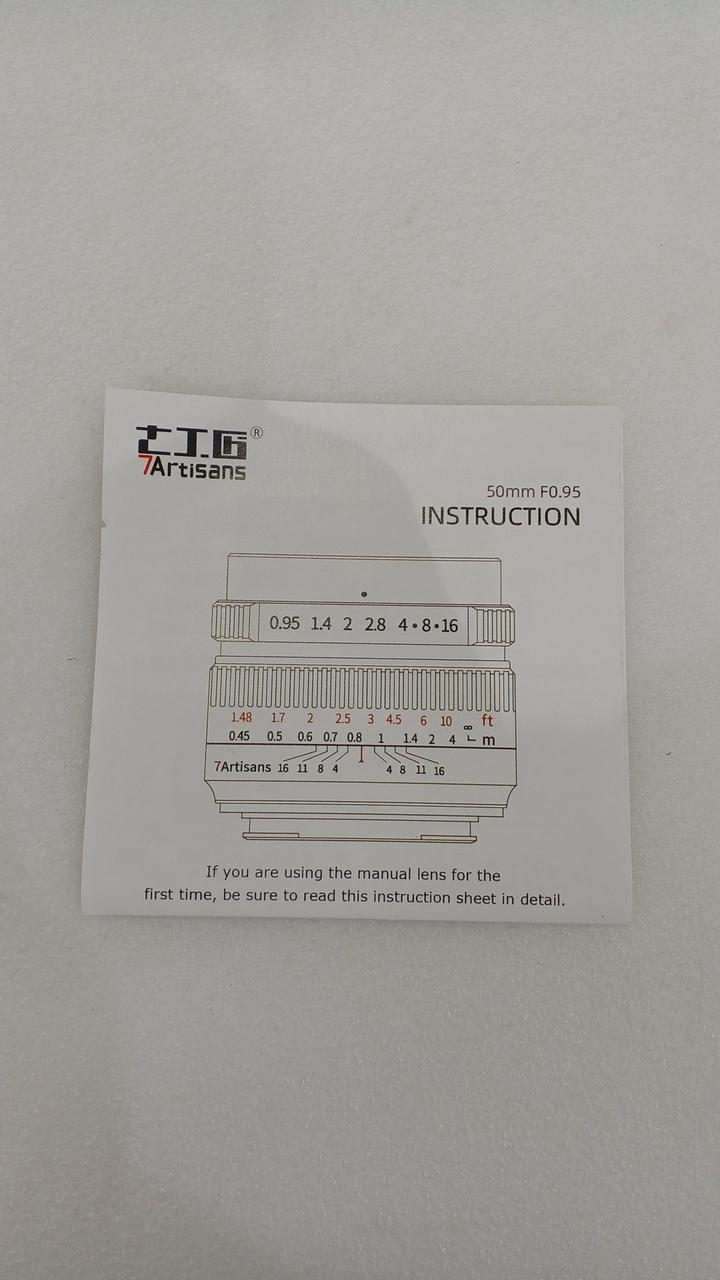 七工匠®
7Artisans
50mm F0.95
INSTRUCTION
0.95 1.4 2 2.8 4•8•16
1.48 1.7 2 2.5 3 4.5 6 10 ∞ ft
0.45 0.5 0.6 0.7 0.8 1 1.4 2 4 m
7Artisans 16 11 8 4 4 8 11 16
If you are using the manual lens for the
first time, be sure to read this instruction sheet in detail.